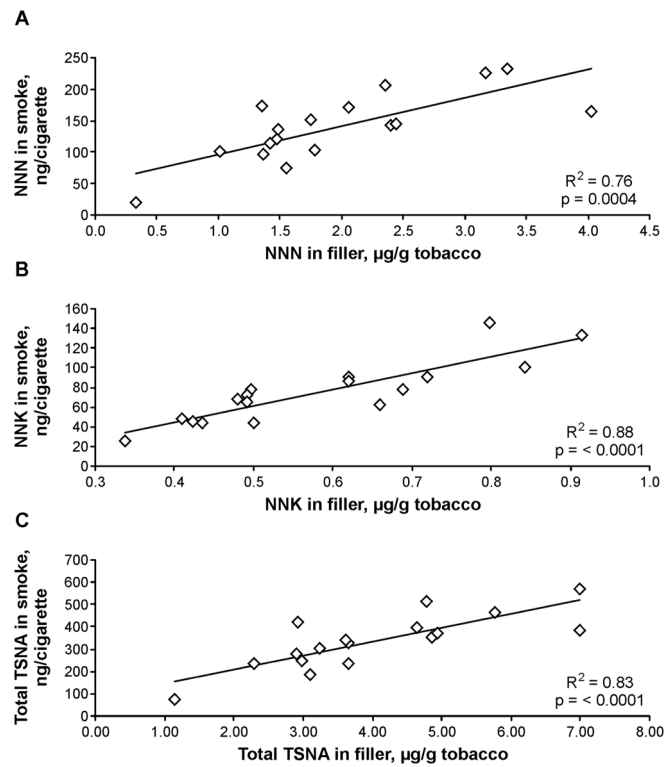 A
NNN in smoke,
ng/cigarette
250
200
150
100
50
0
R² = 0.76
p = 0.0004
0.0 0.5 1.0 1.5 2.0 2.5 3.0 3.5 4.0 4.5
NNN in filler, µg/g tobacco
B
NNK in smoke,
ng/cigarette
160
140
120
100
80
60
40
20
0
R² = 0.88
p = < 0.0001
0.3 0.4 0.5 0.6 0.7 0.8 0.9 1.0
NNK in filler, µg/g tobacco
C
Total TSNA in smoke,
ng/cigarette
700
600
500
400
300
200
100
0
R² = 0.83
p = < 0.0001
0.00 1.00 2.00 3.00 4.00 5.00 6.00 7.00 8.00
Total TSNA in filler, µg/g tobacco